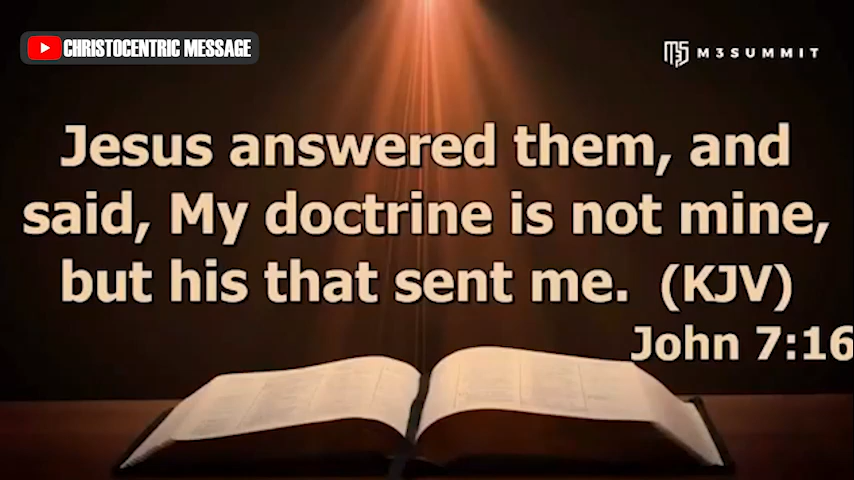 CHRISTOCENTRIC MESSAGE
M3SUMMIT
Jesus answered them, and
said, My doctrine is not mine,
but his that sent me. (KJV)
John 7:16